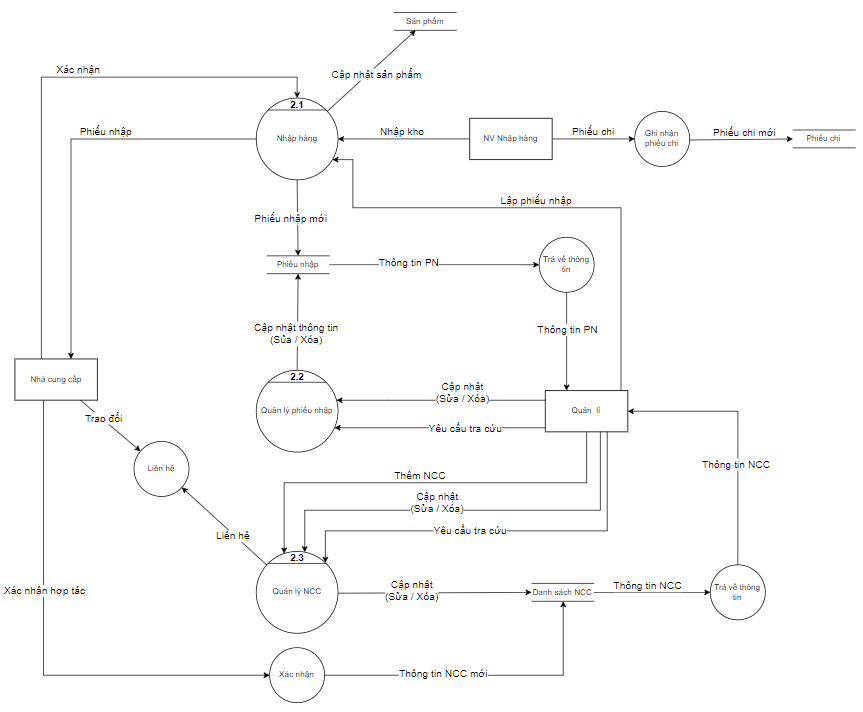 Sản phẩm
Xác nhận
Cập nhật sản phẩm
2.1
Phiếu nhập
Nhập hàng
Nhập kho
NV Nhập hàng
Phiếu chi
Ghi nhận
phiếu chi
Phiếu chi mới
Phiếu chi
Lập phiếu nhập
Phiếu nhập mới
Phiếu nhập
Thông tin PN
Trả về thông
tin
Cập nhật thông tin
(Sửa / Xóa)
Thông tin PN
Nhà cung cấp
2.2
Quản lý phiếu nhập
Cập nhật
(Sửa / Xóa)
Quản lí
Trao đổi
Yêu cầu tra cứu
Liên hệ
Thêm NCC
Thông tin NCC
Cập nhật
(Sửa / Xóa)
Liên hệ
Yêu cầu tra cứu
2.3
Xác nhận hợp tác
Quản lý NCC
Cập nhật
(Sửa / Xóa)
Danh sách NCC
Thông tin NCC
Trả về thông
tin
Xác nhận
Thông tin NCC mới